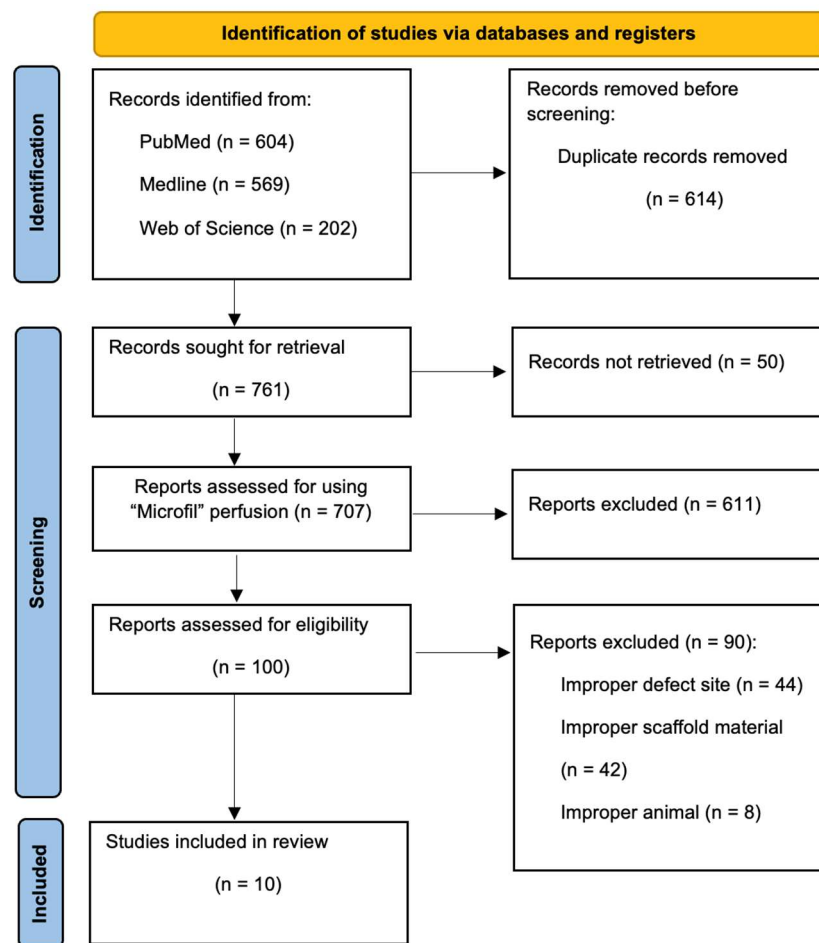 Identification of studies via databases and registers
Identification
Records identified from:
PubMed (n = 604)
Medline (n = 569)
Web of Science (n = 202)
Records removed before
screening:
Duplicate records removed
(n = 614)
Screening
Records sought for retrieval
(n = 761)
Records not retrieved (n = 50)
Reports assessed for using
“Microfil” perfusion (n = 707)
Reports excluded (n = 611)
Reports assessed for eligibility
(n = 100)
Reports excluded (n = 90):
Improper defect site (n = 44)
Improper scaffold material
(n = 42)
Improper animal (n = 8)
Included
Studies included in review
(n = 10)